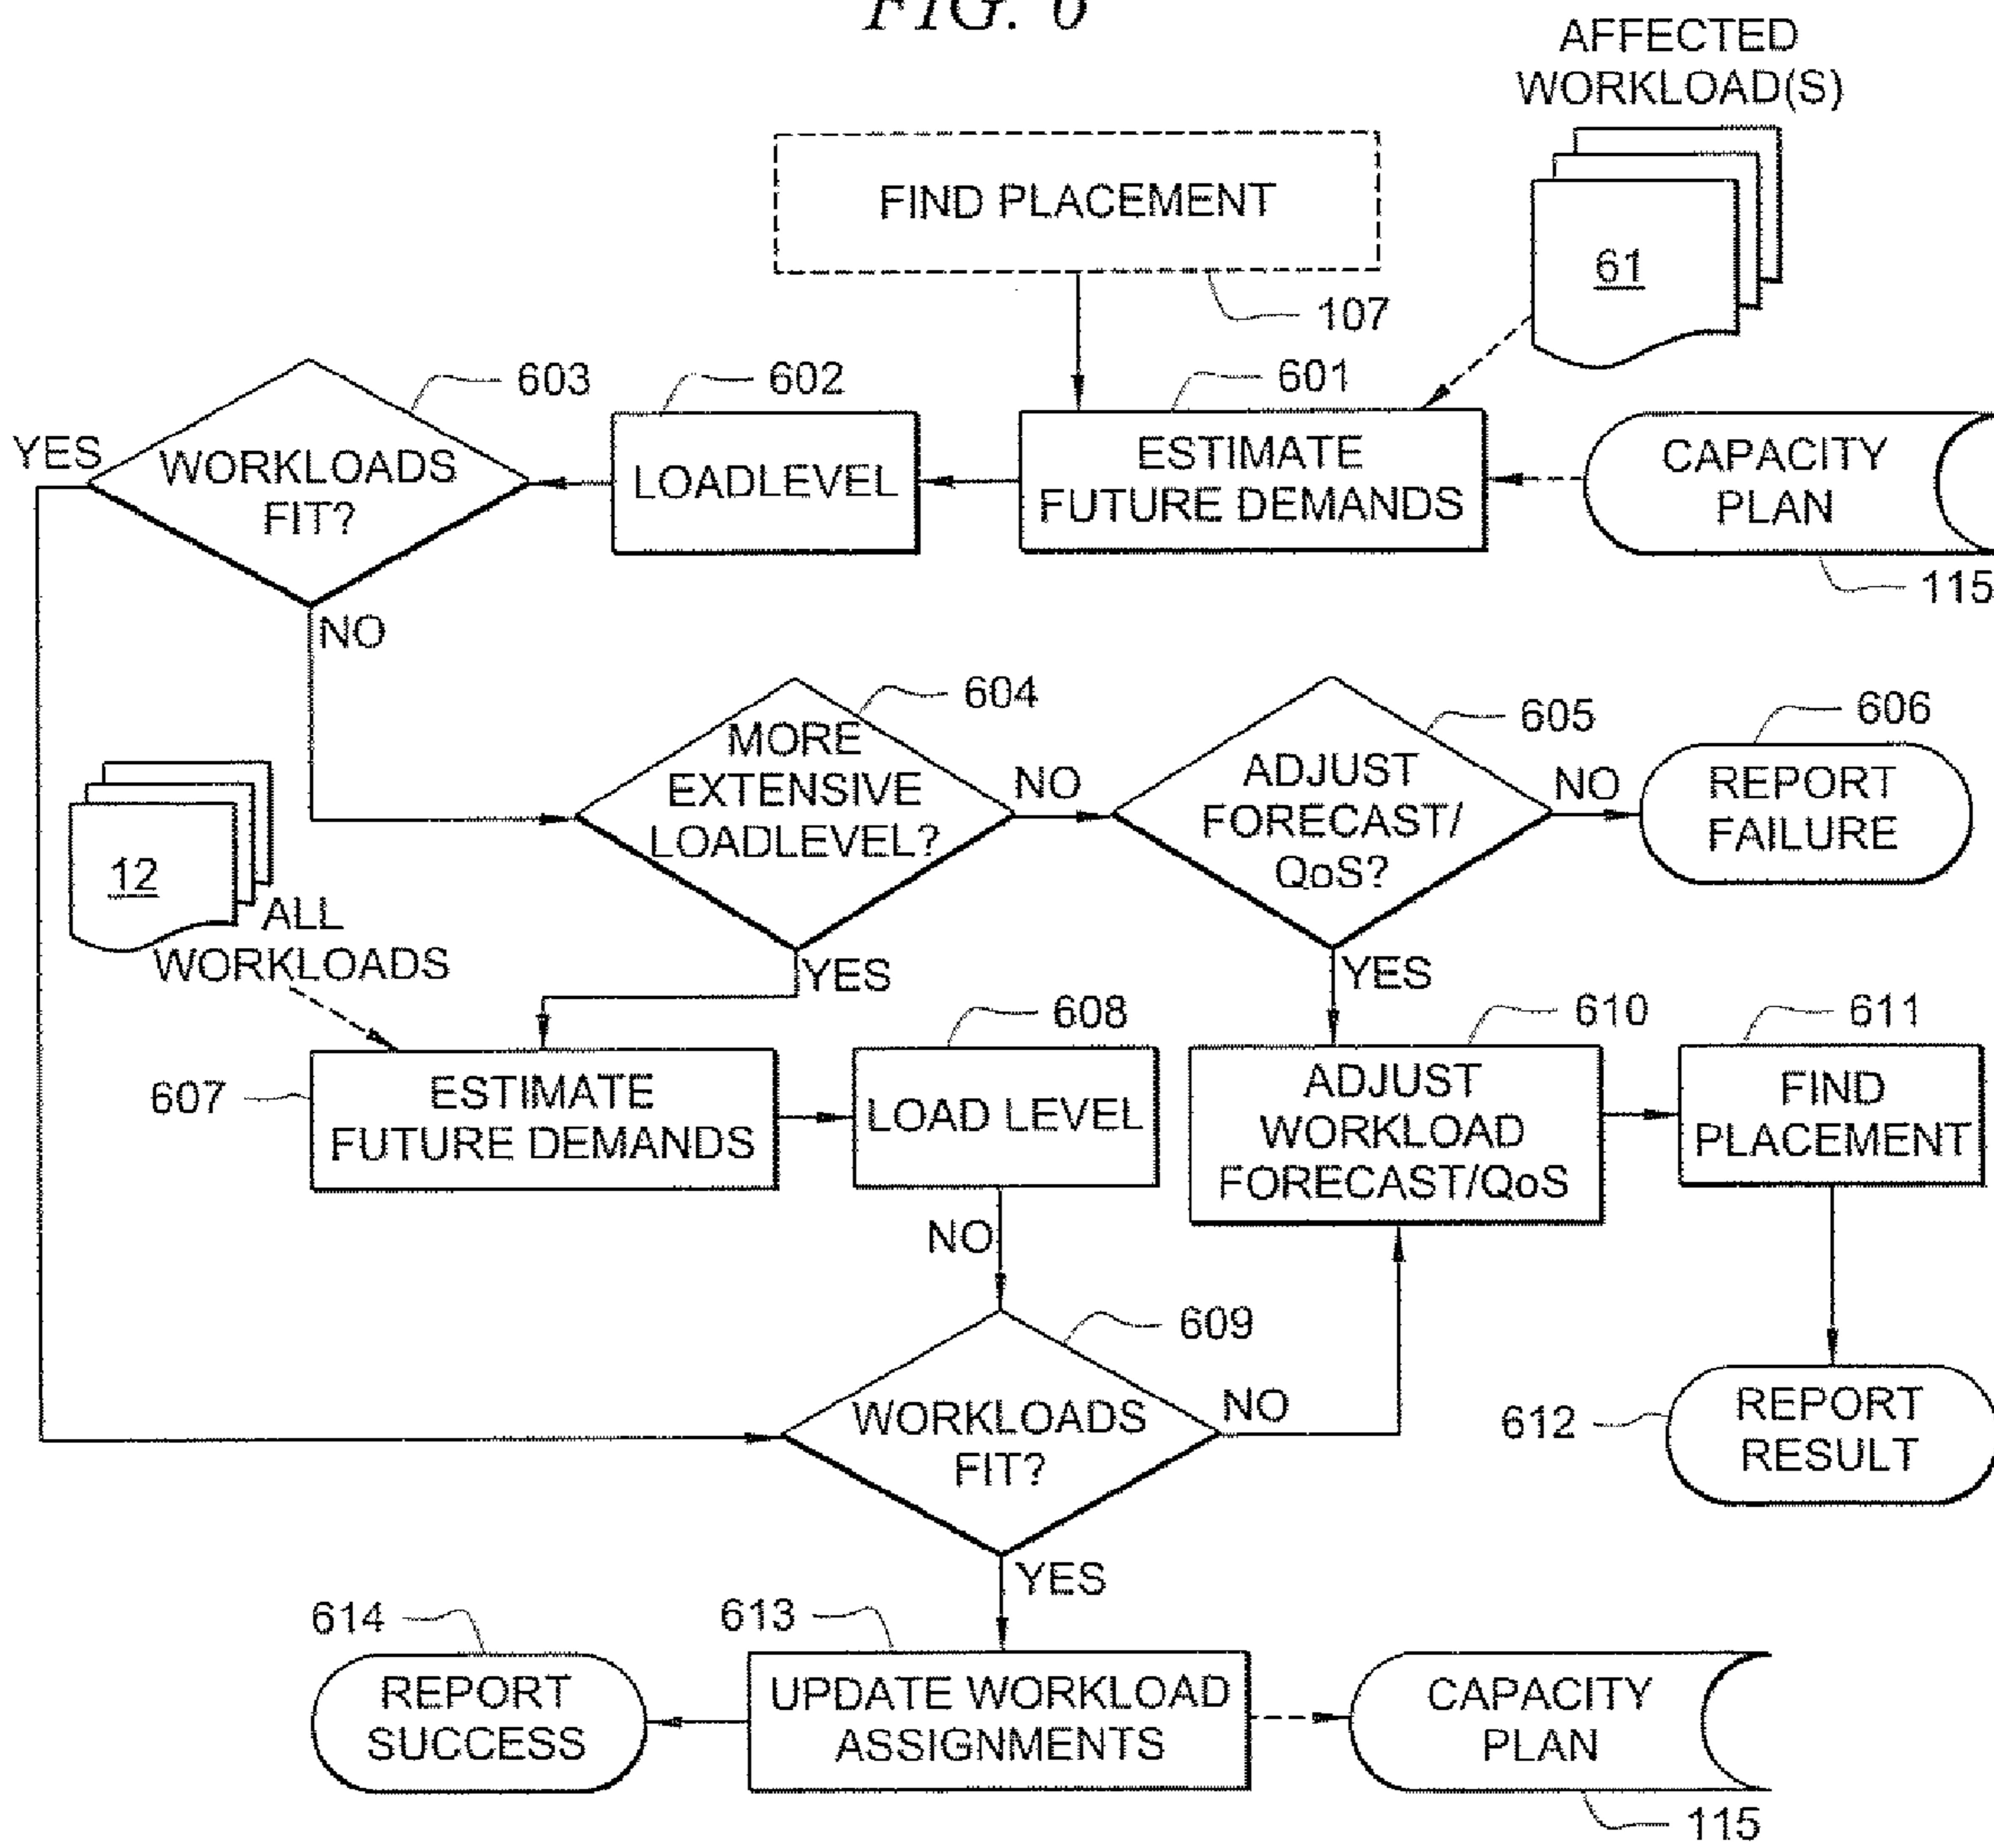 FIG. 6
AFFECTED
WORKLOAD(S)
FIND PLACEMENT
61
107
603
602
601
YES
WORKLOADS
FIT?
LOADLEVEL
ESTIMATE
FUTURE DEMANDS
CAPACITY
PLAN
115
NO
604
605
606
MORE
EXTENSIVE
LOADLEVEL?
NO
ADJUST
FORECAST/
QoS?
NO
REPORT
FAILURE
12
ALL
WORKLOADS
YES
YES
608
610
611
607
ESTIMATE
FUTURE DEMANDS
LOAD LEVEL
ADJUST
WORKLOAD
FORECAST/QoS
FIND
PLACEMENT
NO
609
WORKLOADS
FIT?
NO
612
REPORT
RESULT
YES
614
613
REPORT
SUCCESS
UPDATE WORKLOAD
ASSIGNMENTS
CAPACITY
PLAN
115